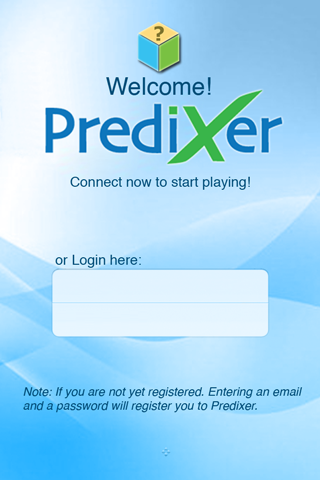 ?
Welcome!
PrediXer
Connect now to start playing!
or Login here:
Note: If you are not yet registered. Entering an email
and a password will register you to Predixer.